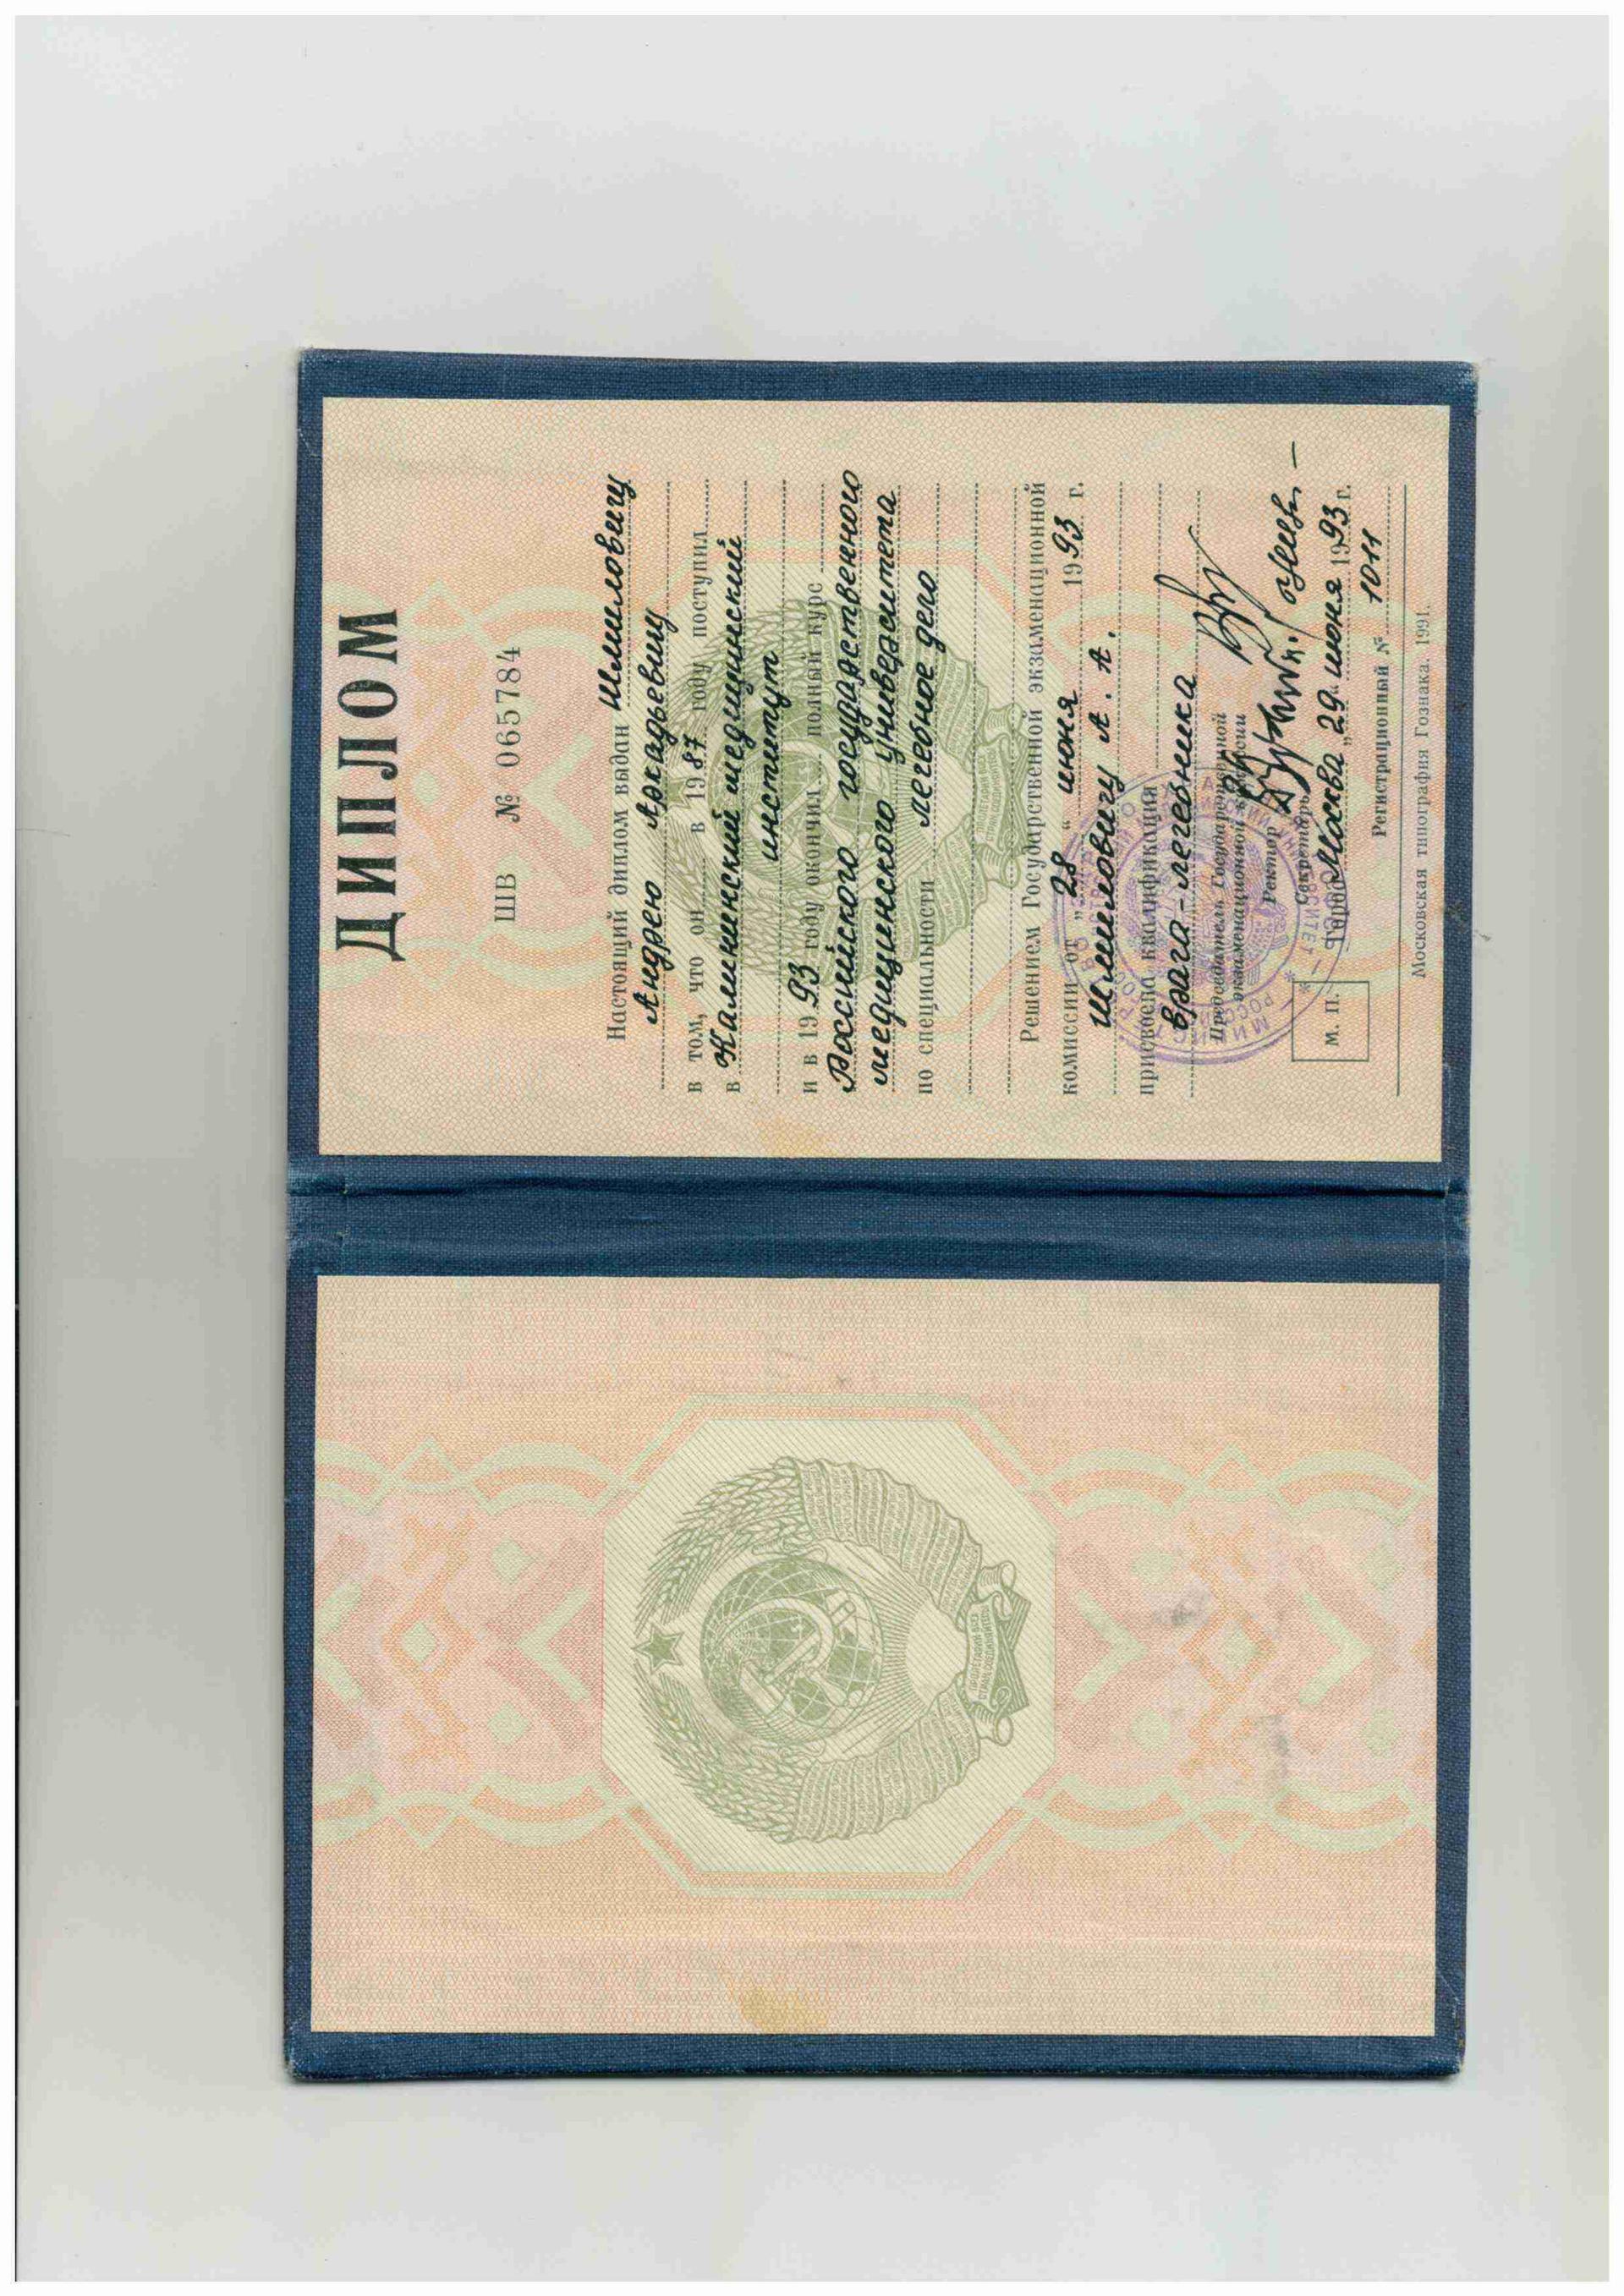 ДИПЛОМ
ШВ № 065784
Настоящий диплом выдан Шмиловичу
Андрею Аркадьевичу
в том, что он в 1987 году поступил
в Калининский медицинский
институт
и в 1993 году окончил полный курс
Российского государственного
медицинского университета
по специальности лечебное дело
Решением Государственной экзаменационной
комиссии от „28“ июня 1993 г.
Шмиловичу А. А.
присвоена квалификация
врача-лечебника
Председатель Государственной
экзаменационной комиссии
Ректор
Секретарь
М. П.
Город Москва „29“ июня 1993 г.
Регистрационный № 1011
Московская типография Гознака. 1991.